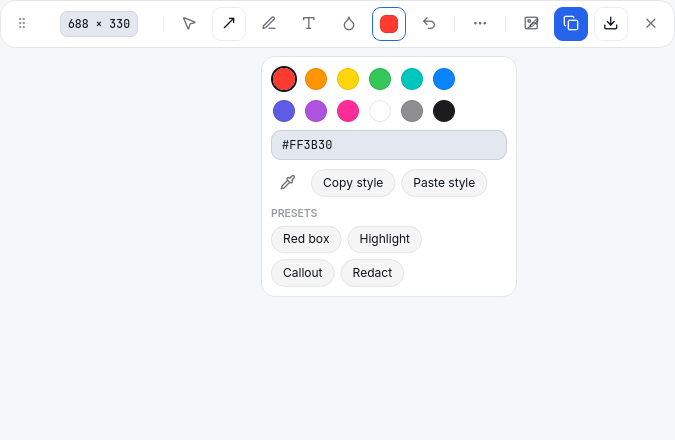 688 × 330
#FF3B30
Copy style Paste style
PRESETS
Red box Highlight
Callout Redact